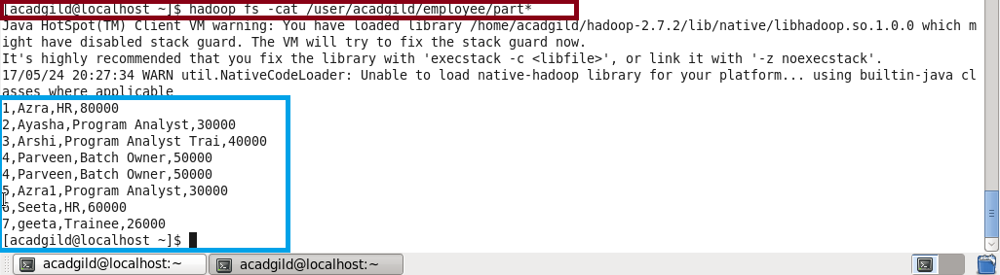 [acadgild@localhost ~]$ hadoop fs -cat /user/acadgild/employee/part*
Java HotSpot(TM) Client VM warning: You have loaded library /home/acadgild/hadoop-2.7.2/lib/native/libhadoop.so.1.0.0 which m
ight have disabled stack guard. The VM will try to fix the stack guard now.
It's highly recommended that you fix the library with 'execstack -c <libfile>', or link it with '-z noexecstack'.
17/05/24 20:27:34 WARN util.NativeCodeLoader: Unable to load native-hadoop library for your platform... using builtin-java cl
asses where applicable
1,Azra,HR,80000
2,Ayasha,Program Analyst,30000
3,Arshi,Program Analyst Trai,40000
4,Parveen,Batch Owner,50000
4,Parveen,Batch Owner,50000
5,Azra1,Program Analyst,30000
6,Seeta,HR,60000
7,geeta,Trainee,26000
[acadgild@localhost ~]$
acadgild@localhost:~
acadgild@localhost:~